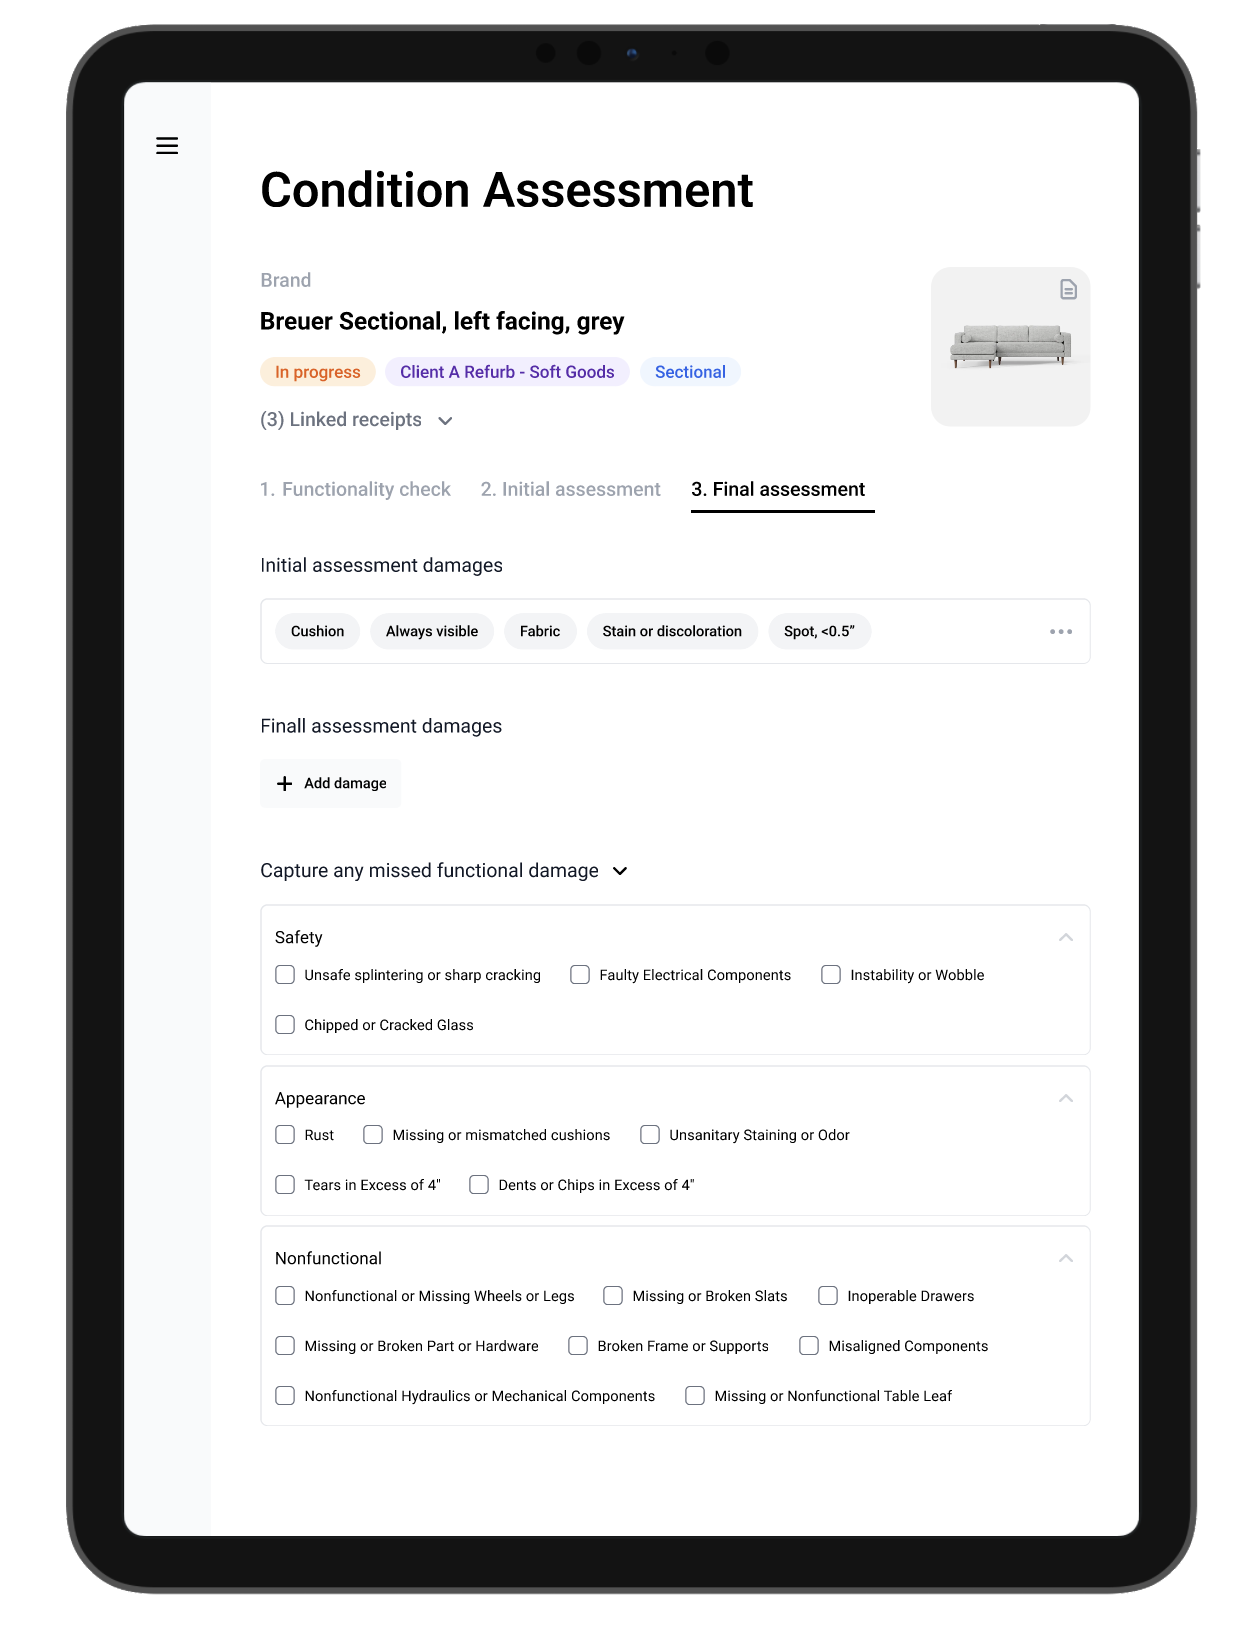 Condition Assessment
Brand
Breuer Sectional, left facing, grey
In progress Client A Refurb - Soft Goods Sectional
(3) Linked receipts
1. Functionality check 2. Initial assessment 3. Final assessment
Initial assessment damages
Cushion Always visible Fabric Stain or discoloration Spot, <0.5”
Finall assessment damages
+ Add damage
Capture any missed functional damage
Safety
Unsafe splintering or sharp cracking Faulty Electrical Components Instability or Wobble
Chipped or Cracked Glass
Appearance
Rust Missing or mismatched cushions Unsanitary Staining or Odor
Tears in Excess of 4" Dents or Chips in Excess of 4"
Nonfunctional
Nonfunctional or Missing Wheels or Legs Missing or Broken Slats Inoperable Drawers
Missing or Broken Part or Hardware Broken Frame or Supports Misaligned Components
Nonfunctional Hydraulics or Mechanical Components Missing or Nonfunctional Table Leaf